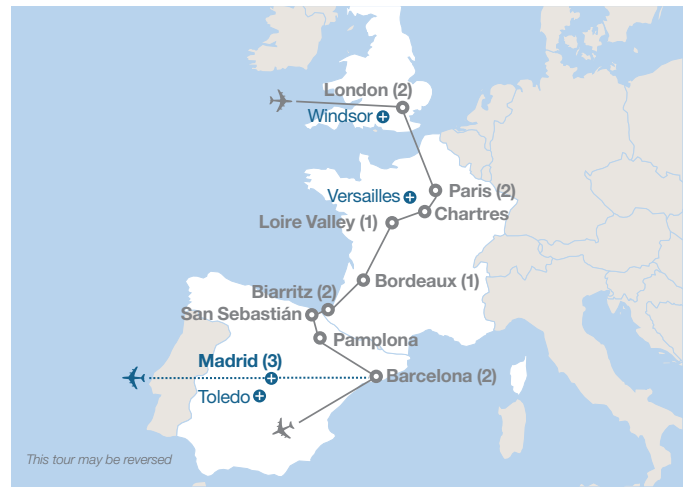 London (2)
Windsor
Versailles
Paris (2)
Chartres
Loire Valley (1)
Bordeaux (1)
Biarritz (2)
San Sebastián
Pamplona
Madrid (3)
Barcelona (2)
Toledo
This tour may be reversed